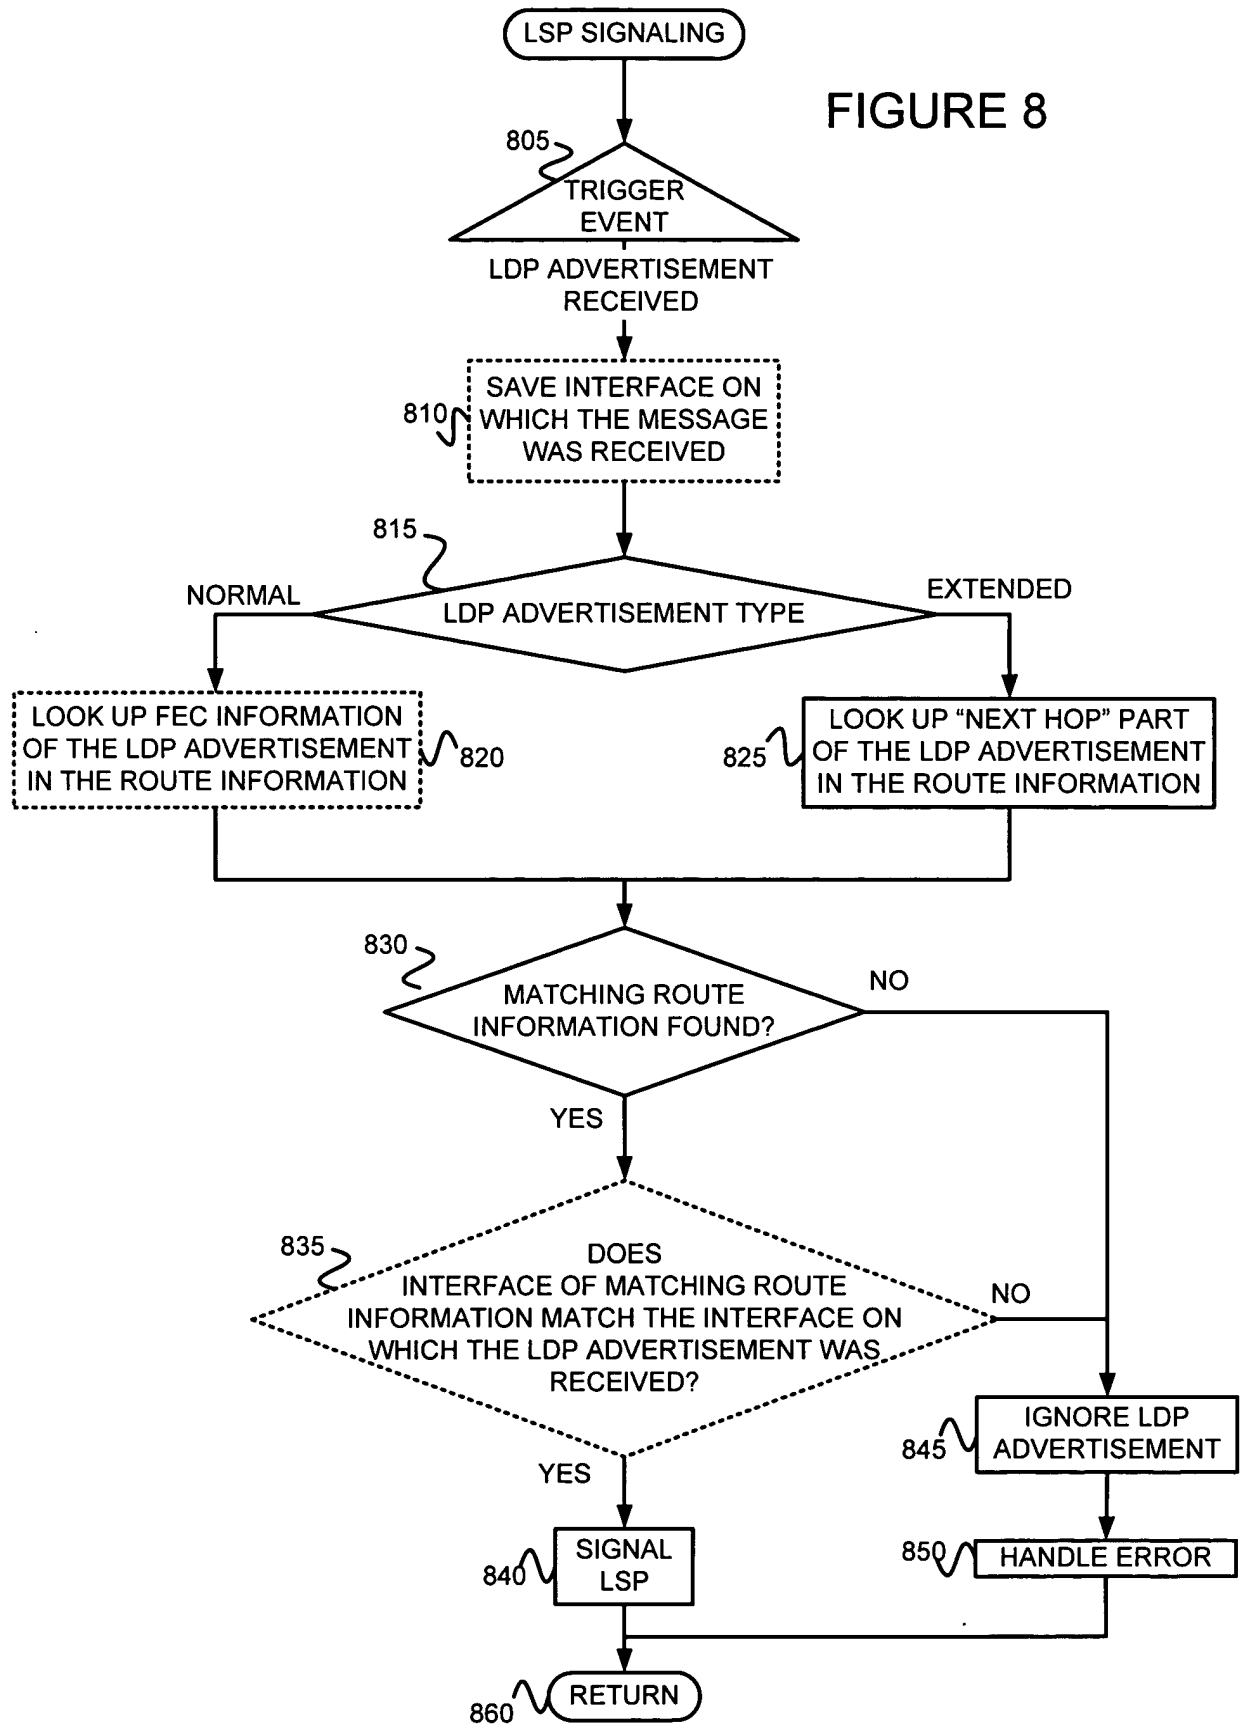 LSP SIGNALING
FIGURE 8
805
TRIGGER
EVENT
LDP ADVERTISEMENT
RECEIVED
810
SAVE INTERFACE ON
WHICH THE MESSAGE
WAS RECEIVED
815
NORMAL
LDP ADVERTISEMENT TYPE
EXTENDED
LOOK UP FEC INFORMATION
OF THE LDP ADVERTISEMENT
IN THE ROUTE INFORMATION
820
825
LOOK UP “NEXT HOP” PART
OF THE LDP ADVERTISEMENT
IN THE ROUTE INFORMATION
830
MATCHING ROUTE
INFORMATION FOUND?
NO
YES
835
DOES
INTERFACE OF MATCHING ROUTE
INFORMATION MATCH THE INTERFACE ON
WHICH THE LDP ADVERTISEMENT WAS
RECEIVED?
NO
YES
845
IGNORE LDP
ADVERTISEMENT
840
SIGNAL
LSP
850
HANDLE ERROR
860
RETURN